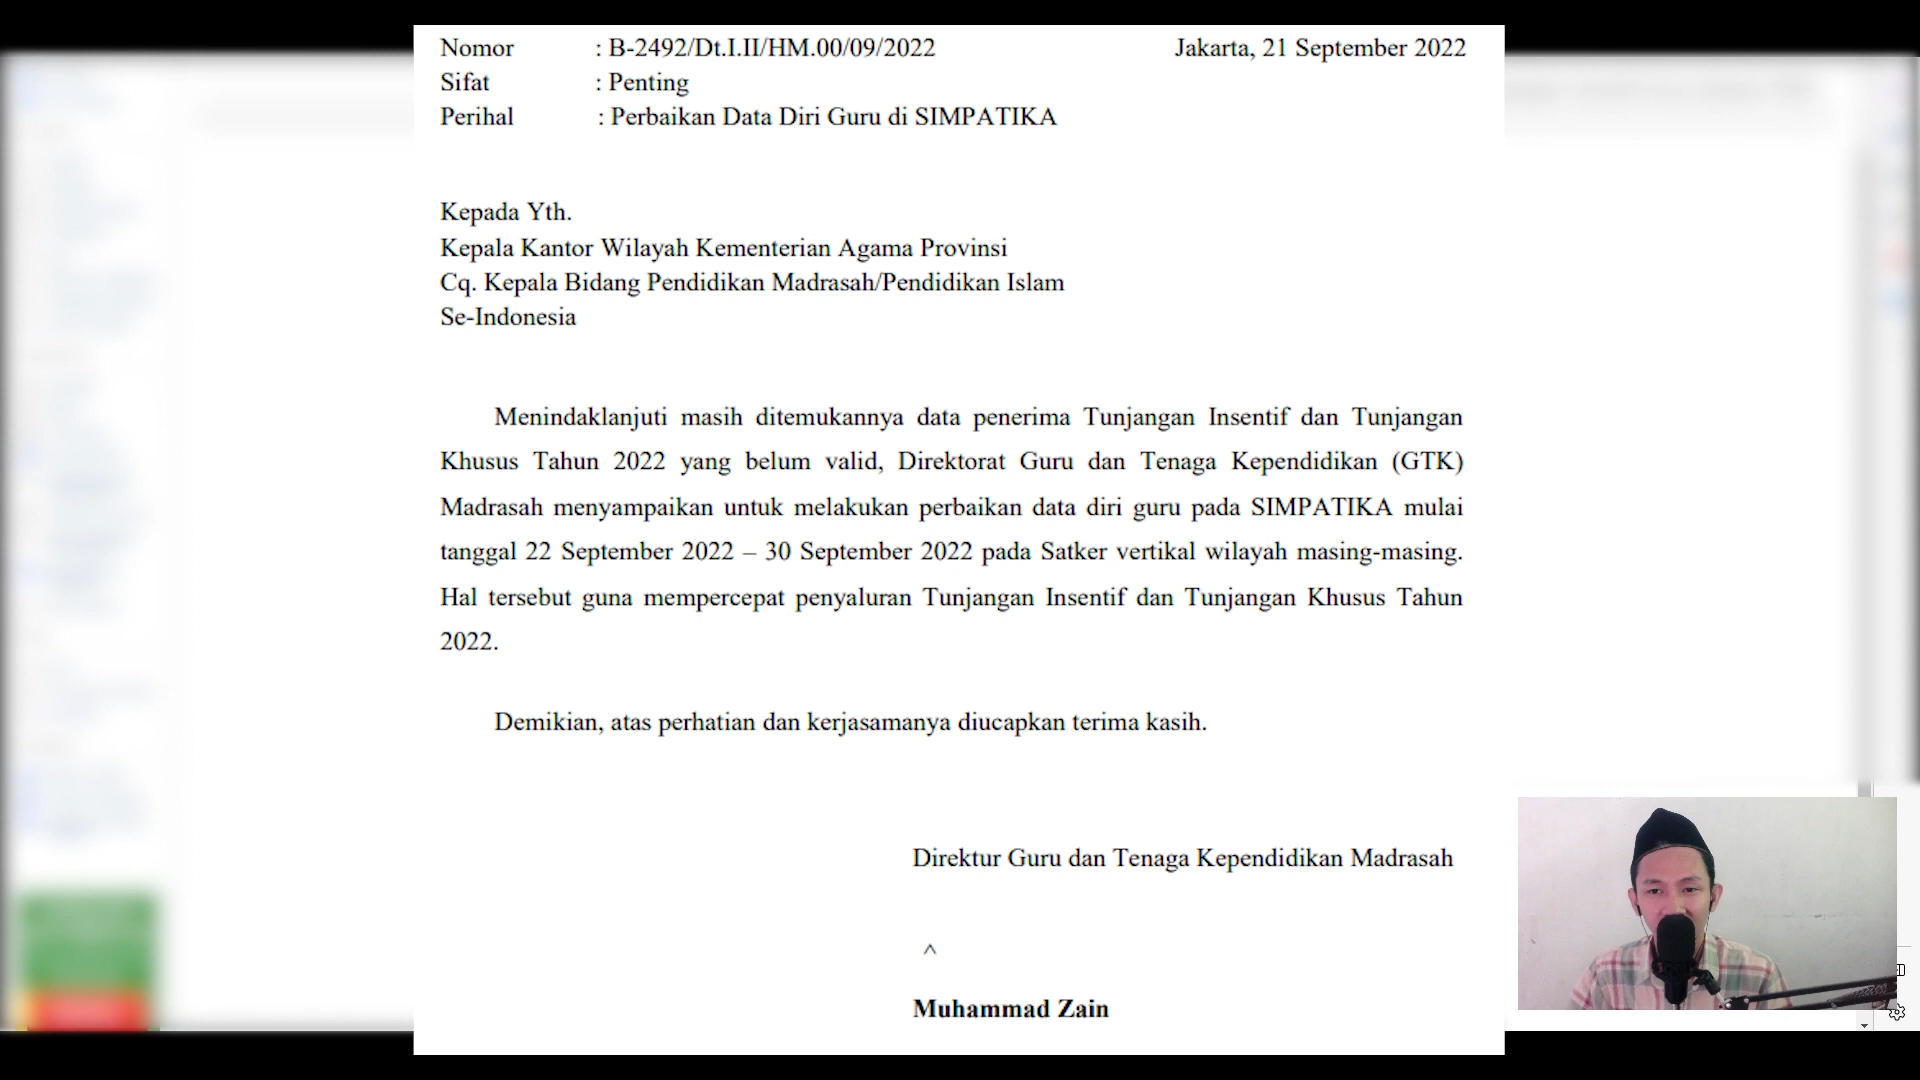 Nomor : B-2492/Dt.I.II/HM.00/09/2022 Jakarta, 21 September 2022
Sifat : Penting
Perihal : Perbaikan Data Diri Guru di SIMPATIKA
Kepada Yth.
Kepala Kantor Wilayah Kementerian Agama Provinsi
Cq. Kepala Bidang Pendidikan Madrasah/Pendidikan Islam
Se-Indonesia
Menindaklanjuti masih ditemukannya data penerima Tunjangan Insentif dan Tunjangan
Khusus Tahun 2022 yang belum valid, Direktorat Guru dan Tenaga Kependidikan (GTK)
Madrasah menyampaikan untuk melakukan perbaikan data diri guru pada SIMPATIKA mulai
tanggal 22 September 2022 – 30 September 2022 pada Satker vertikal wilayah masing-masing.
Hal tersebut guna mempercepat penyaluran Tunjangan Insentif dan Tunjangan Khusus Tahun
2022.
Demikian, atas perhatian dan kerjasamanya diucapkan terima kasih.
Direktur Guru dan Tenaga Kependidikan Madrasah
^
Muhammad Zain